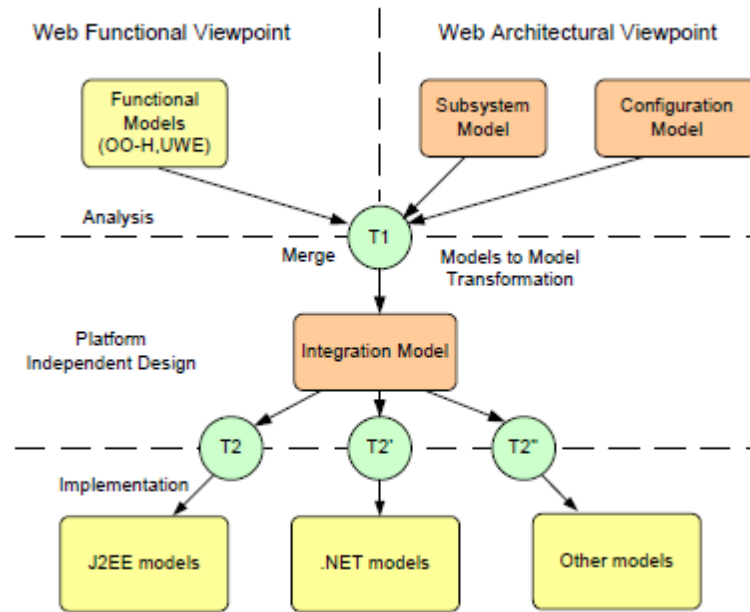 Web Functional Viewpoint
Web Architectural Viewpoint
Functional
Models
(OO-H,UWE)
Subsystem
Model
Configuration
Model
Analysis
T1
Merge
Models to Model
Transformation
Platform
Independent Design
Integration Model
T2
T2'
T2"
Implementation
J2EE models
.NET models
Other models